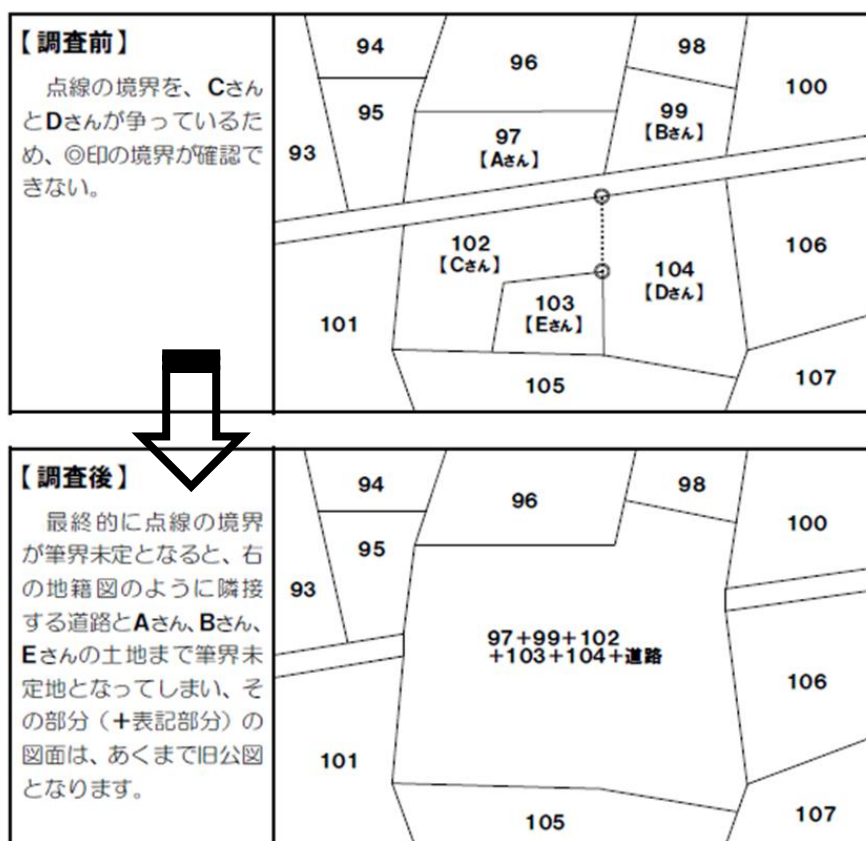 【調査前】
点線の境界を、Cさん
とDさんが争っているた
め、◎印の境界が確認で
きない。
94
96
98
100
95
99
【Bさん】
97
【Aさん】
93
102
【Cさん】
104
【Dさん】
106
103
【Eさん】
101
105
107
【調査後】
最終的に点線の境界
が筆界未定となると、右
の地籍図のように隣接
する道路とAさん、Bさん、
Eさんの土地まで筆界未
定地となってしまい、そ
の部分（+表記部分）の
図面は、あくまで旧公図
となります。
94
96
98
100
95
93
97+99+102
+103+104+道路
106
101
105
107